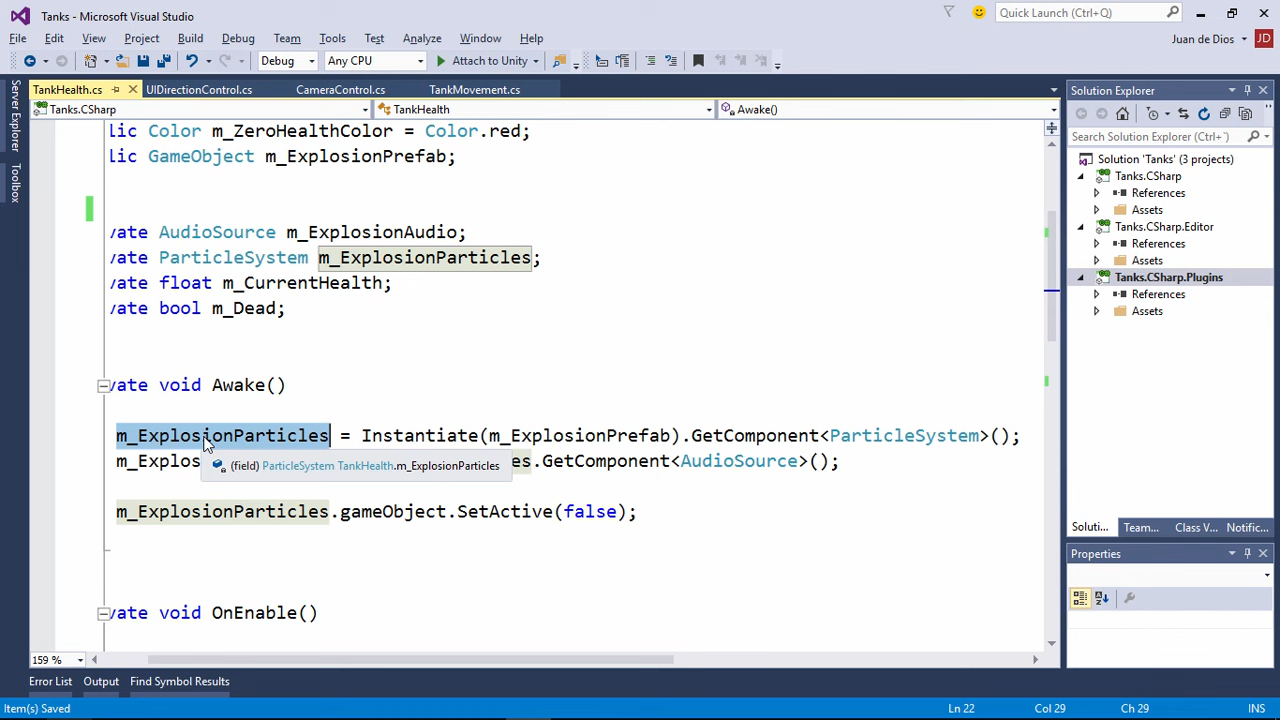 Tanks - Microsoft Visual Studio
Quick Launch (Ctrl+Q)
File Edit View Project Build Debug Team Tools Test Analyze Window Help
Juan de Dios JD
Debug Any CPU Attach to Unity
Server Explorer
Toolbox
TankHealth.cs UIDirectionControl.cs CameraControl.cs TankMovement.cs
Tanks.CSharp TankHealth Awake()
lic Color m_ZeroHealthColor = Color.red;
lic GameObject m_ExplosionPrefab;
vate AudioSource m_ExplosionAudio;
vate ParticleSystem m_ExplosionParticles;
vate float m_CurrentHealth;
vate bool m_Dead;
vate void Awake()
m_ExplosionParticles = Instantiate(m_ExplosionPrefab).GetComponent<ParticleSystem>();
m_Explos es.GetComponent<AudioSource>();
(field) ParticleSystem TankHealth.m_ExplosionParticles
m_ExplosionParticles.gameObject.SetActive(false);
vate void OnEnable()
159 %
Solution Explorer
Search Solution Explorer (Ctrl+´)
Solution 'Tanks' (3 projects)
Tanks.CSharp
References
Assets
Tanks.CSharp.Editor
References
Assets
Tanks.CSharp.Plugins
References
Assets
Soluti... Team... Class V... Notific...
Properties
Error List Output Find Symbol Results
Item(s) Saved Ln 22 Col 29 Ch 29 INS